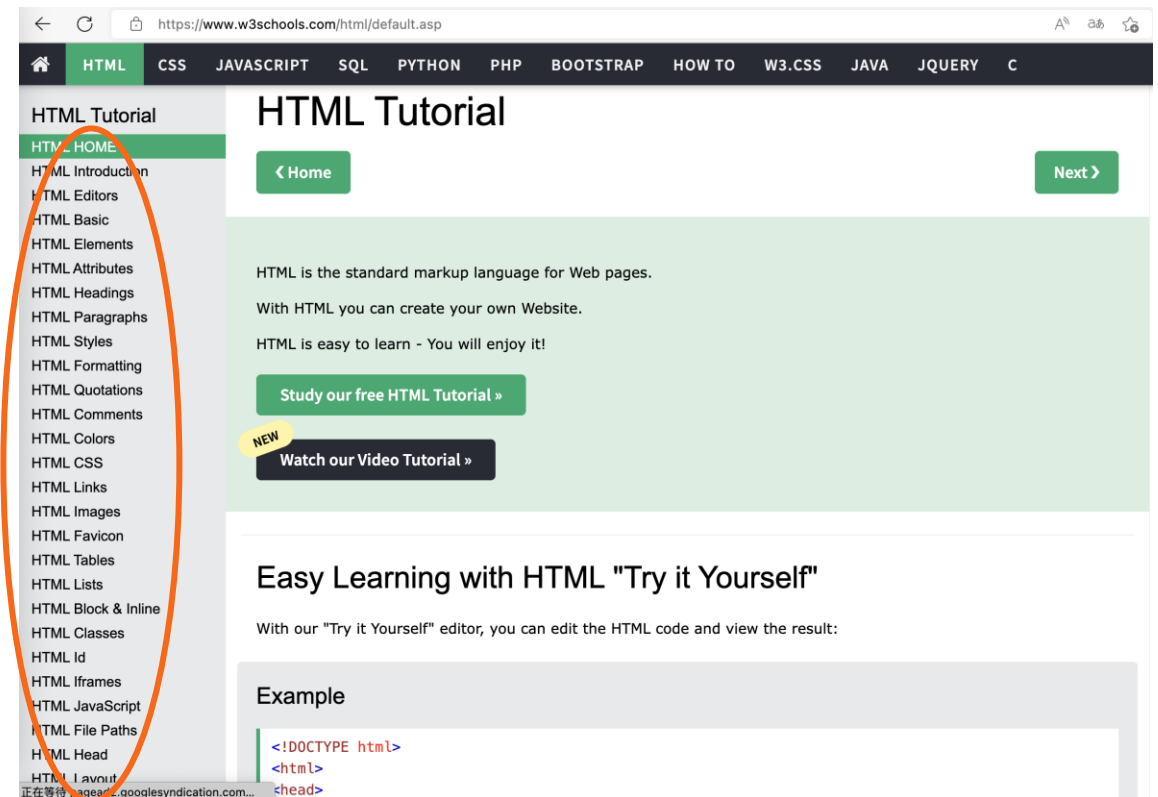 https://www.w3schools.com/html/default.asp
HTML CSS JAVASCRIPT SQL PYTHON PHP BOOTSTRAP HOW TO W3.CSS JAVA JQUERY C
HTML Tutorial
HTML HOME
HTML Introduction
HTML Editors
HTML Basic
HTML Elements
HTML Attributes
HTML Headings
HTML Paragraphs
HTML Styles
HTML Formatting
HTML Quotations
HTML Comments
HTML Colors
HTML CSS
HTML Links
HTML Images
HTML Favicon
HTML Tables
HTML Lists
HTML Block & Inline
HTML Classes
HTML Id
HTML Iframes
HTML JavaScript
HTML File Paths
HTML Head
HTML Layout
正在等待 pagead2.googlesyndication.com...
HTML Tutorial
❮ Home
Next ❯
HTML is the standard markup language for Web pages.
With HTML you can create your own Website.
HTML is easy to learn - You will enjoy it!
Study our free HTML Tutorial »
NEW
Watch our Video Tutorial »
Easy Learning with HTML "Try it Yourself"
With our "Try it Yourself" editor, you can edit the HTML code and view the result:
Example
<!DOCTYPE html>
<html>
<head>